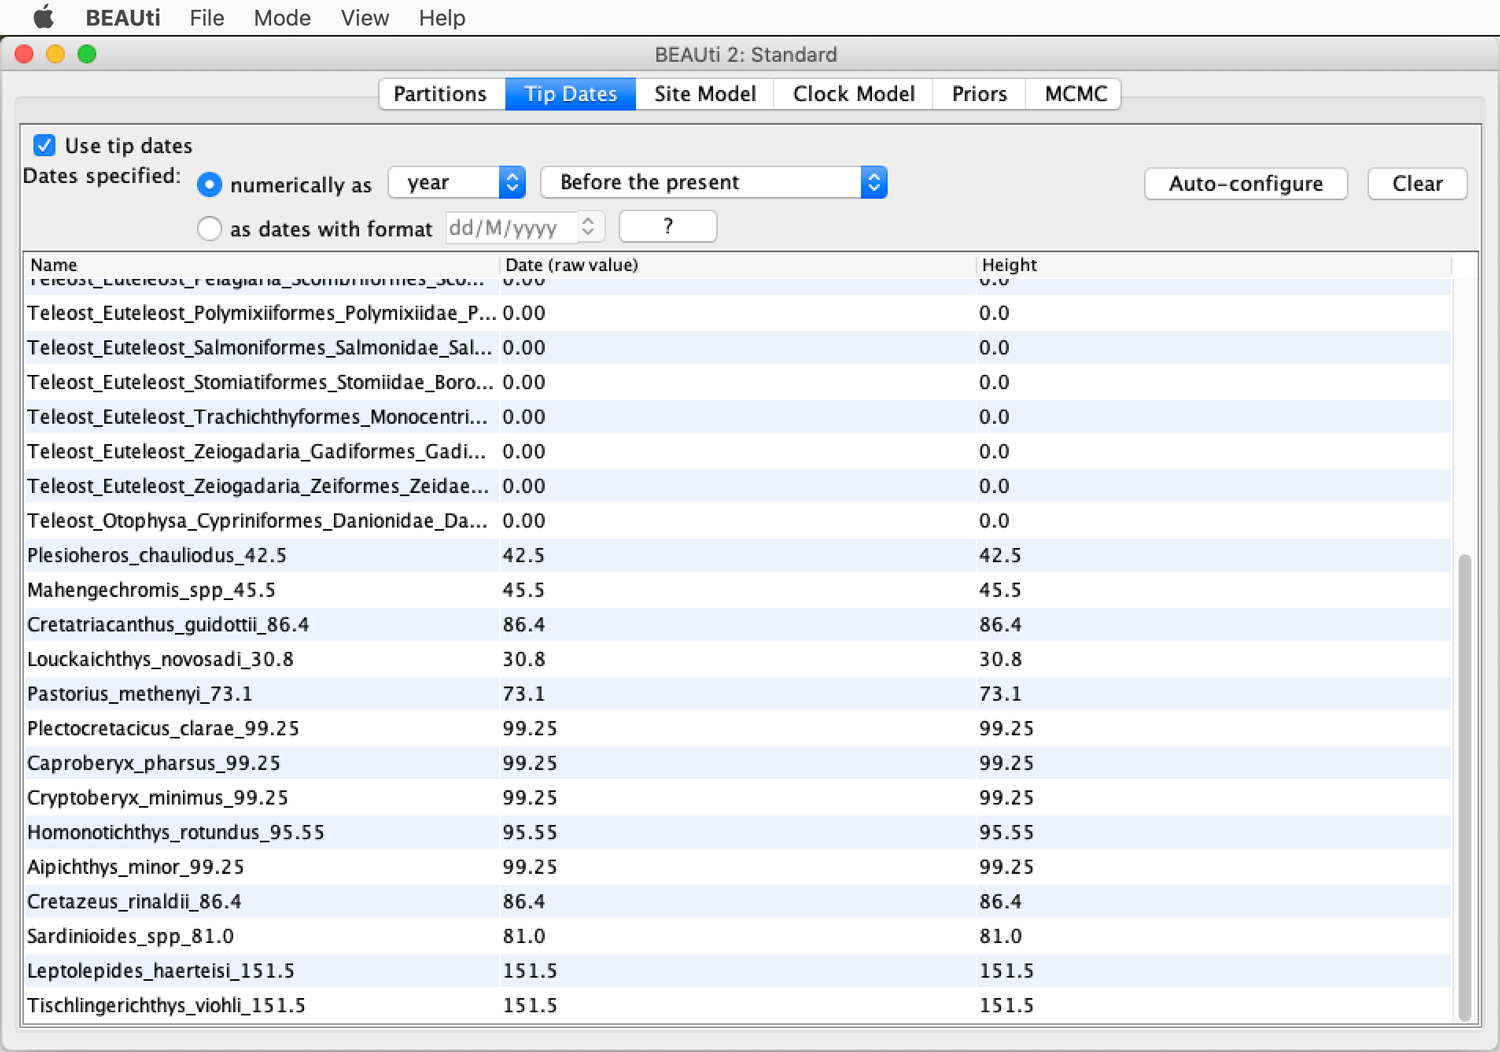 BEAUti File Mode View Help
BEAUti 2: Standard
Partitions Tip Dates Site Model Clock Model Priors MCMC
Use tip dates
Dates specified: numerically as year Before the present Auto-configure Clear
as dates with format dd/M/yyyy ?
Name Date (raw value) Height
Teleost_Euteleost_Pelagiaria_Scombriformes_Sco... 0.00 0.0
Teleost_Euteleost_Polymixiiformes_Polymixiidae_P... 0.00 0.0
Teleost_Euteleost_Salmoniformes_Salmonidae_Sal... 0.00 0.0
Teleost_Euteleost_Stomiatiformes_Stomiidae_Boro... 0.00 0.0
Teleost_Euteleost_Trachichthyformes_Monocentri... 0.00 0.0
Teleost_Euteleost_Zeiogadaria_Gadiformes_Gadi... 0.00 0.0
Teleost_Euteleost_Zeiogadaria_Zeiformes_Zeidae... 0.00 0.0
Teleost_Otophysa_Cypriniformes_Danionidae_Da... 0.00 0.0
Plesioheros_chauliodus_42.5 42.5 42.5
Mahengechromis_spp_45.5 45.5 45.5
Cretatriacanthus_guidottii_86.4 86.4 86.4
Louckaichthys_novosadi_30.8 30.8 30.8
Pastorius_methenyi_73.1 73.1 73.1
Plectocretacicus_clarae_99.25 99.25 99.25
Caproberyx_pharsus_99.25 99.25 99.25
Cryptoberyx_minimus_99.25 99.25 99.25
Homonotichthys_rotundus_95.55 95.55 95.55
Aipichthys_minor_99.25 99.25 99.25
Cretazeus_rinaldii_86.4 86.4 86.4
Sardinioides_spp_81.0 81.0 81.0
Leptolepides_haerteisi_151.5 151.5 151.5
Tischlingerichthys_viohli_151.5 151.5 151.5